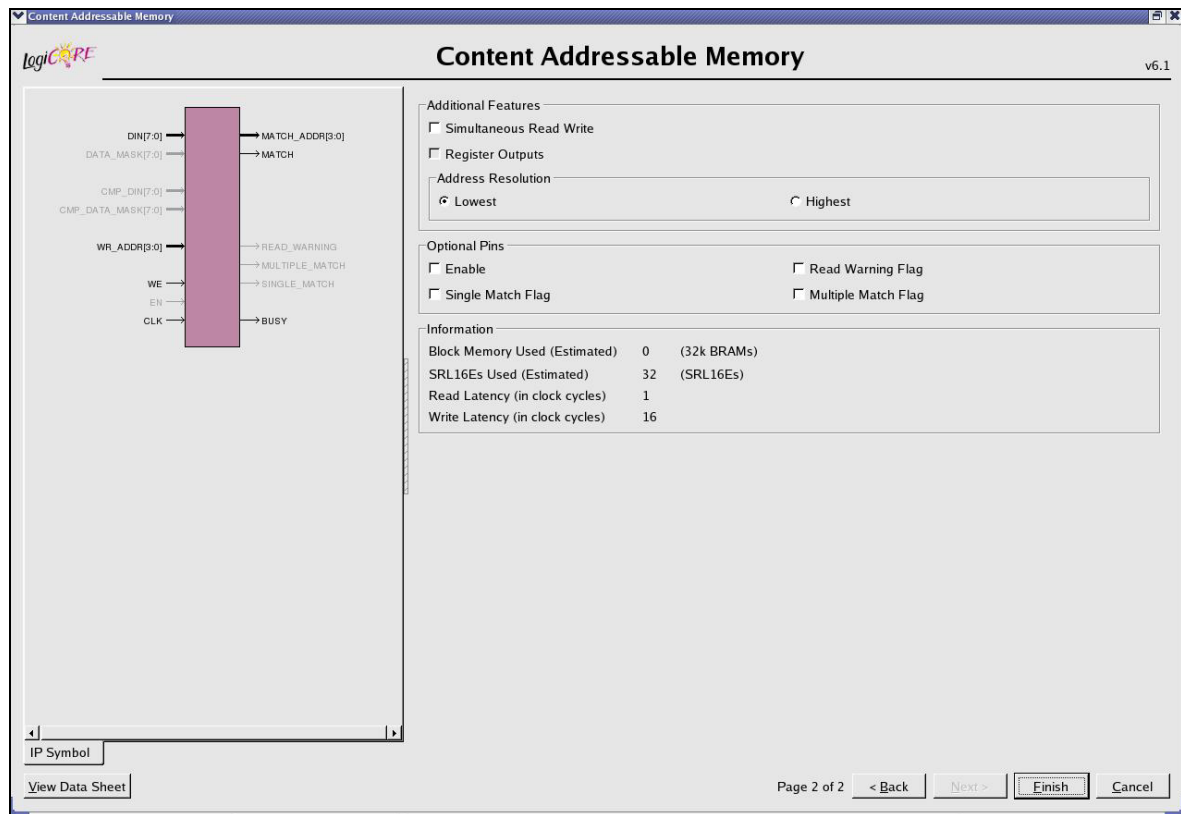 Content Addressable Memory
LogiCORE
Content Addressable Memory
v6.1
DIN[7:0]
MATCH_ADDR[3:0]
DATA_MASK[7:0]
MATCH
CMP_DIN[7:0]
CMP_DATA_MASK[7:0]
WR_ADDR[3:0]
READ_WARNING
MULTIPLE_MATCH
WE
SINGLE_MATCH
EN
CLK
BUSY
IP Symbol
Additional Features
Simultaneous Read Write
Register Outputs
Address Resolution
Lowest Highest
Optional Pins
Enable Read Warning Flag
Single Match Flag Multiple Match Flag
Information
Block Memory Used (Estimated) 0 (32k BRAMs)
SRL16Es Used (Estimated) 32 (SRL16Es)
Read Latency (in clock cycles) 1
Write Latency (in clock cycles) 16
View Data Sheet
Page 2 of 2 < Back Next > Finish Cancel